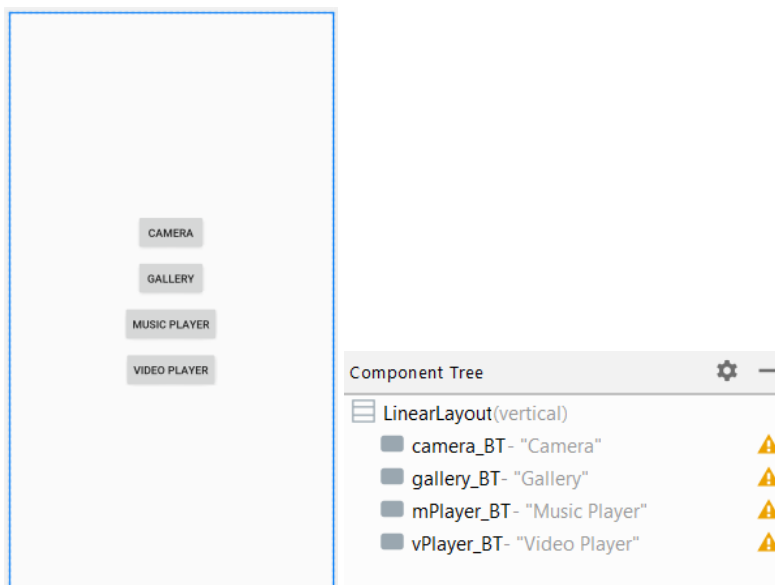 CAMERA
GALLERY
MUSIC PLAYER
VIDEO PLAYER
Component Tree
LinearLayout(vertical)
camera_BT- "Camera"
gallery_BT- "Gallery"
mPlayer_BT- "Music Player"
vPlayer_BT- "Video Player"